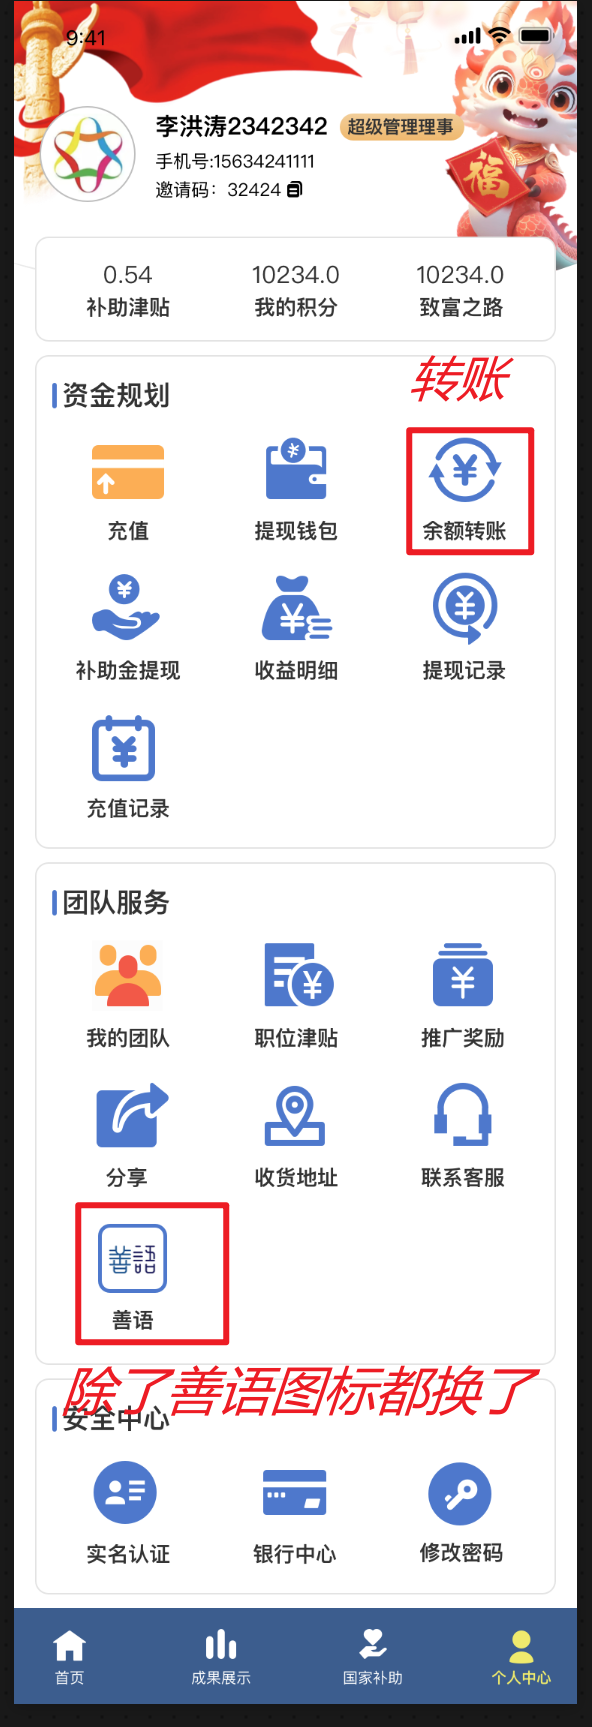 9:41
李洪涛2342342 超级管理理事
手机号:15634241111
邀请码：32424
福
0.54 10234.0 10234.0
补助津贴 我的积分 致富之路
转账
资金规划
充值 提现钱包 余额转账
补助金提现 收益明细 提现记录
充值记录
团队服务
我的团队 职位津贴 推广奖励
分享 收货地址 联系客服
善語
善语
除了善语图标都换了
安全中心
实名认证 银行中心 修改密码
首页 成果展示 国家补助 个人中心